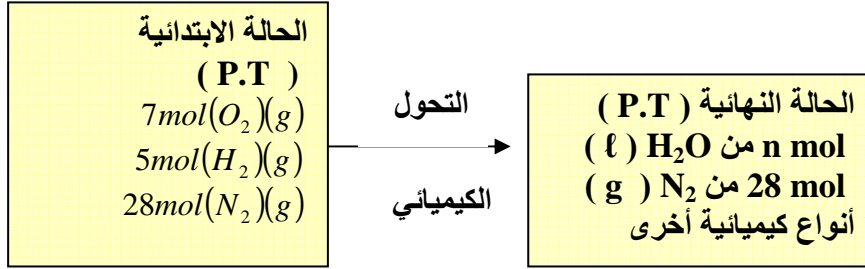 الحالة الابتدائية
( P.T )
7mol(O₂)(g)
5mol(H₂)(g)
28mol(N₂)(g)
التحول
الكيميائي
الحالة النهائية ( P.T )
n mol من H₂O ( ℓ )
28 mol من N₂ ( g )
أنواع كيميائية أخرى